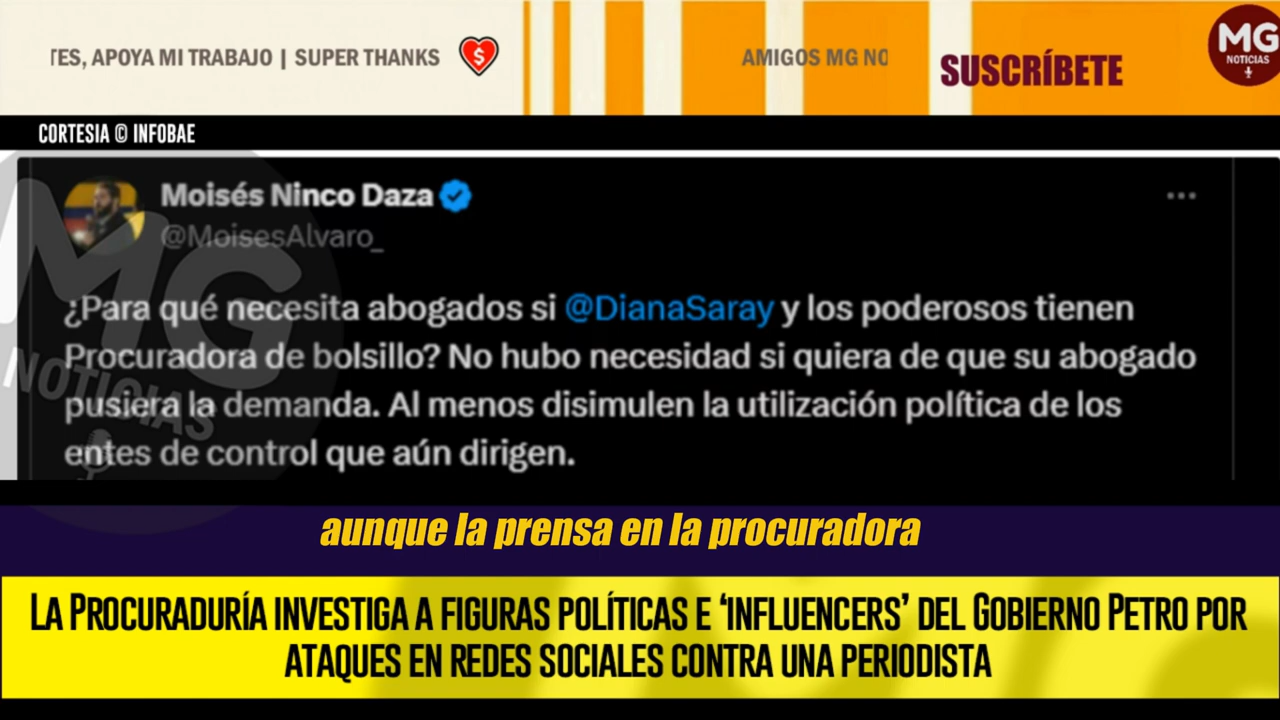 TES, APOYA MI TRABAJO | SUPER THANKS
AMIGOS MG NO
SUSCRÍBETE
MG
NOTICIAS
CORTESIA © INFOBAE
Moisés Ninco Daza
@MoisesAlvaro_
¿Para qué necesita abogados si @DianaSaray y los poderosos tienen
Procuradora de bolsillo? No hubo necesidad si quiera de que su abogado
pusiera la demanda. Al menos disimulen la utilización política de los
entes de control que aún dirigen.
MG
NOTICIAS
aunque la prensa en la procuradora
LA PROCURADURÍA INVESTIGA A FIGURAS POLÍTICAS E ‘INFLUENCERS’ DEL GOBIERNO PETRO POR
ATAQUES EN REDES SOCIALES CONTRA UNA PERIODISTA